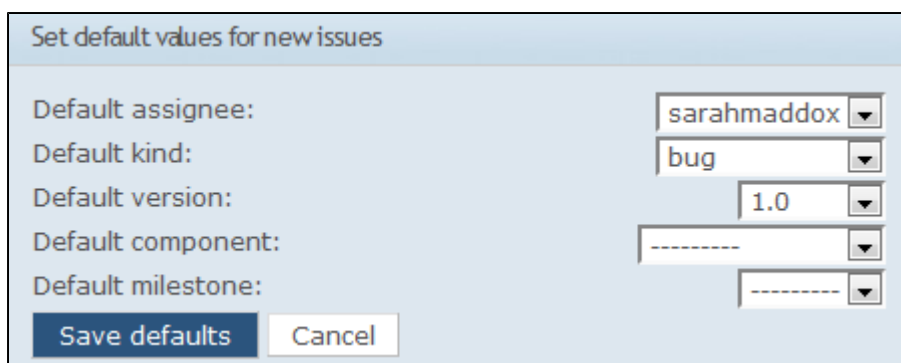 Set default values for new issues
Default assignee: sarahmaddox
Default kind: bug
Default version: 1.0
Default component: ---------
Default milestone: ---------
Save defaults Cancel